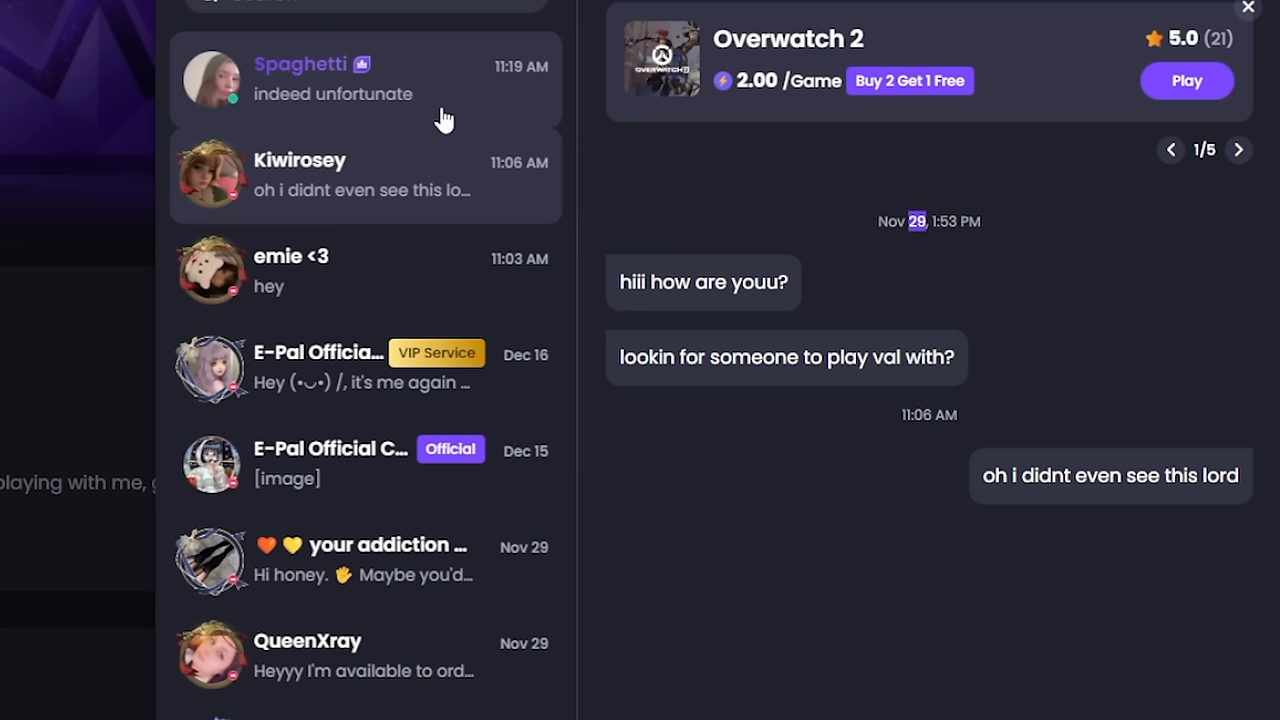 Spaghetti
11:19 AM
indeed unfortunate
Kiwirosey
11:06 AM
oh i didnt even see this lo...
emie <3
11:03 AM
hey
E-Pal Officia... VIP Service
Dec 16
Hey (•ᴗ•) /, it's me again ...
E-Pal Official C... Official
Dec 15
[image]
🧡 💛 your addiction ...
Nov 29
Hi honey. 🖐 Maybe you'd...
QueenXray
Nov 29
Heyyy I'm available to ord...
playing with me, g
OVERWATCH 2
Overwatch 2
5.0 (21)
2.00 /Game Buy 2 Get 1 Free
Play
1/5
Nov 29, 1:53 PM
hiii how are youu?
lookin for someone to play val with?
11:06 AM
oh i didnt even see this lord